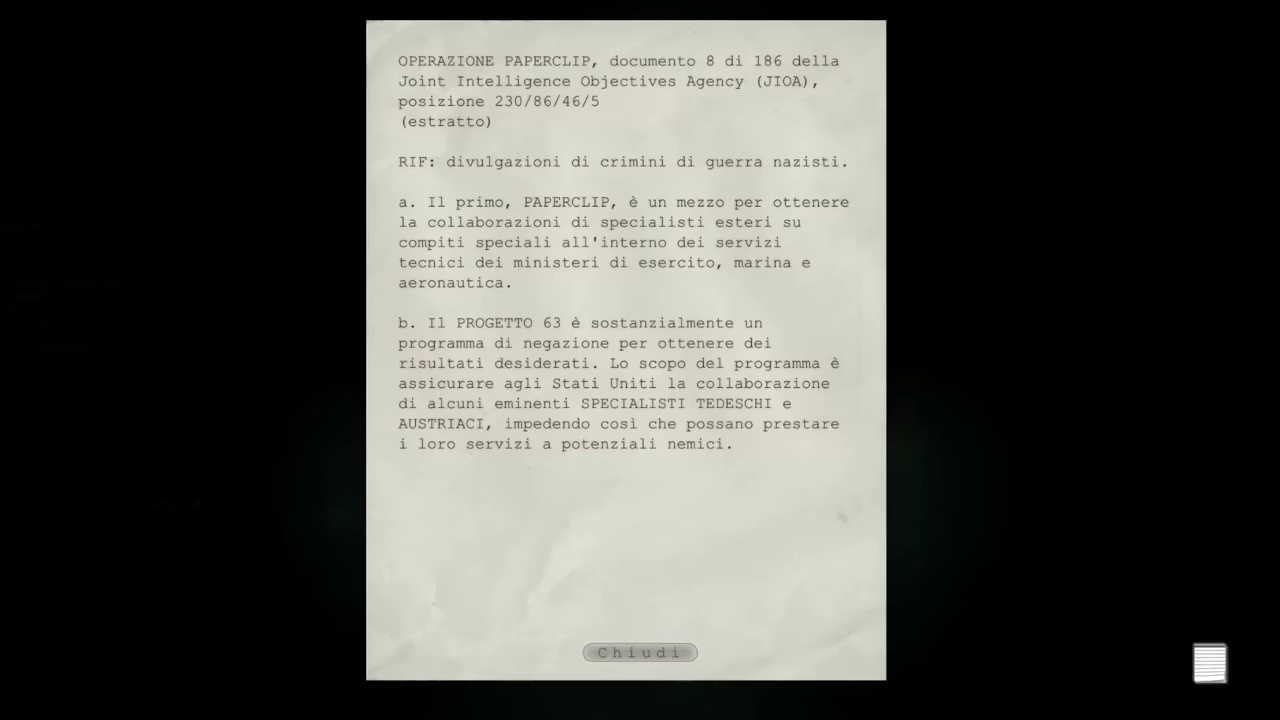 OPERAZIONE PAPERCLIP, documento 8 di 186 della
Joint Intelligence Objectives Agency (JIOA),
posizione 230/86/46/5
(estratto)
RIF: divulgazioni di crimini di guerra nazisti.
a. Il primo, PAPERCLIP, è un mezzo per ottenere
la collaborazioni di specialisti esteri su
compiti speciali all'interno dei servizi
tecnici dei ministeri di esercito, marina e
aeronautica.
b. Il PROGETTO 63 è sostanzialmente un
programma di negazione per ottenere dei
risultati desiderati. Lo scopo del programma è
assicurare agli Stati Uniti la collaborazione
di alcuni eminenti SPECIALISTI TEDESCHI e
AUSTRIACI, impedendo così che possano prestare
i loro servizi a potenziali nemici.
Chiudi